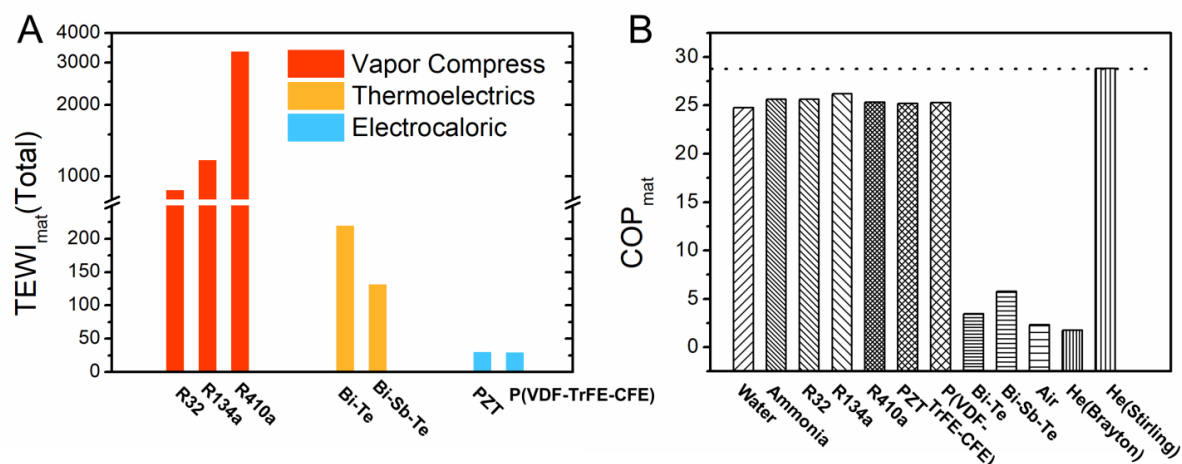 A
TEWI_mat(Total)
4000
3000
2000
1000
200
150
100
50
0
Vapor Compress
Thermoelectrics
Electrocaloric
R32
R134a
R410a
Bi-Te
Bi-Sb-Te
PZT
P(VDF-TrFE-CFE)
B
COP_mat
30
25
20
15
10
5
0
Water
Ammonia
R32
R134a
R410a
PZT
P(VDF-
TrFE-CFE)
Bi-Te
Bi-Sb-Te
Air
He(Brayton)
He(Stirling)